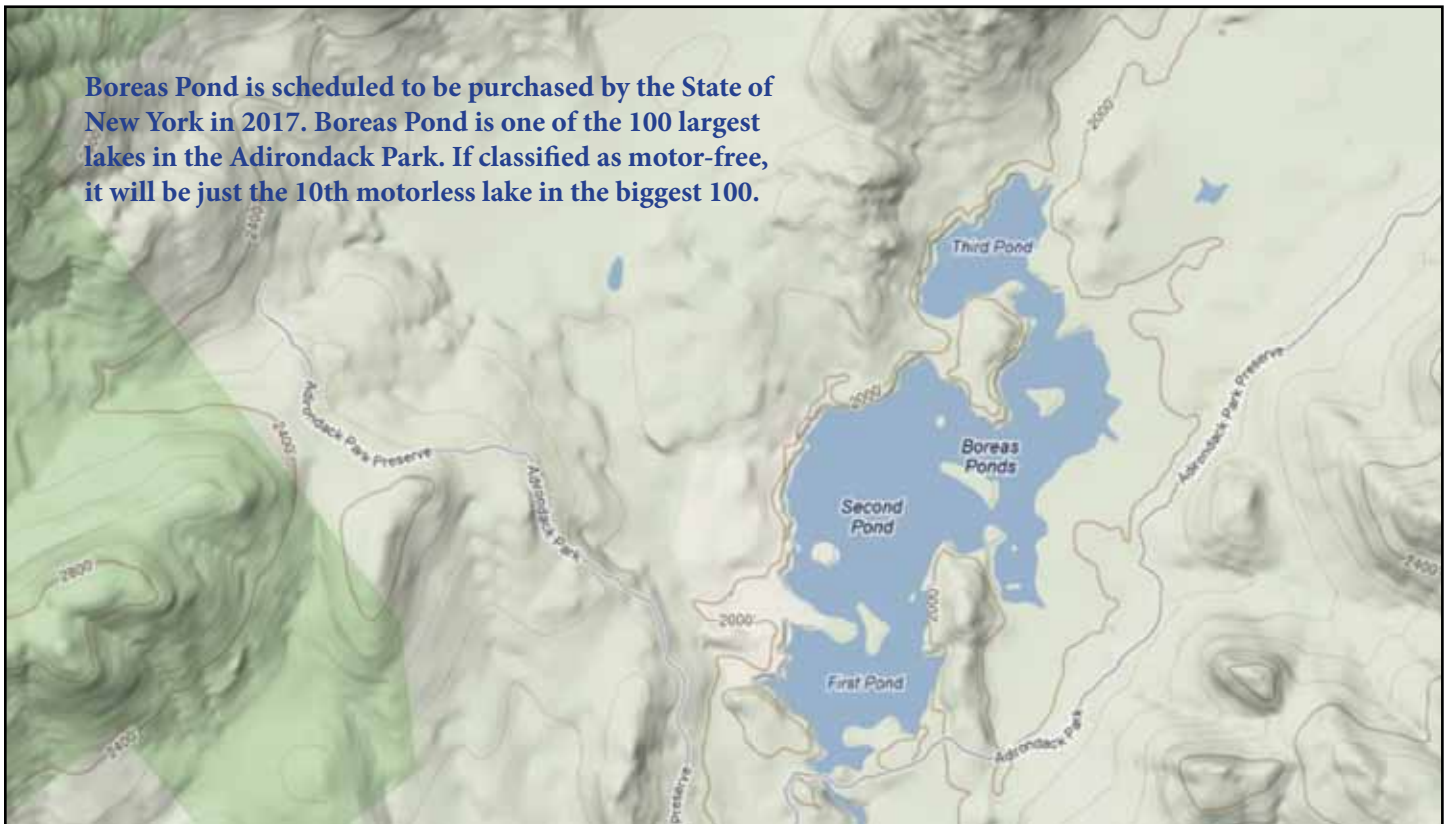 Boreas Pond is scheduled to be purchased by the State of
New York in 2017. Boreas Pond is one of the 100 largest
lakes in the Adirondack Park. If classified as motor-free,
it will be just the 10th motorless lake in the biggest 100.
2000
2400
Third Pond
2000
Adirondack Park Preserve
Adirondack Park Preserve
2400
Boreas
Ponds
Adirondack Park
Second
Pond
2800
2400
2000
2000
First Pond
2400
Adirondack Park
Preserve